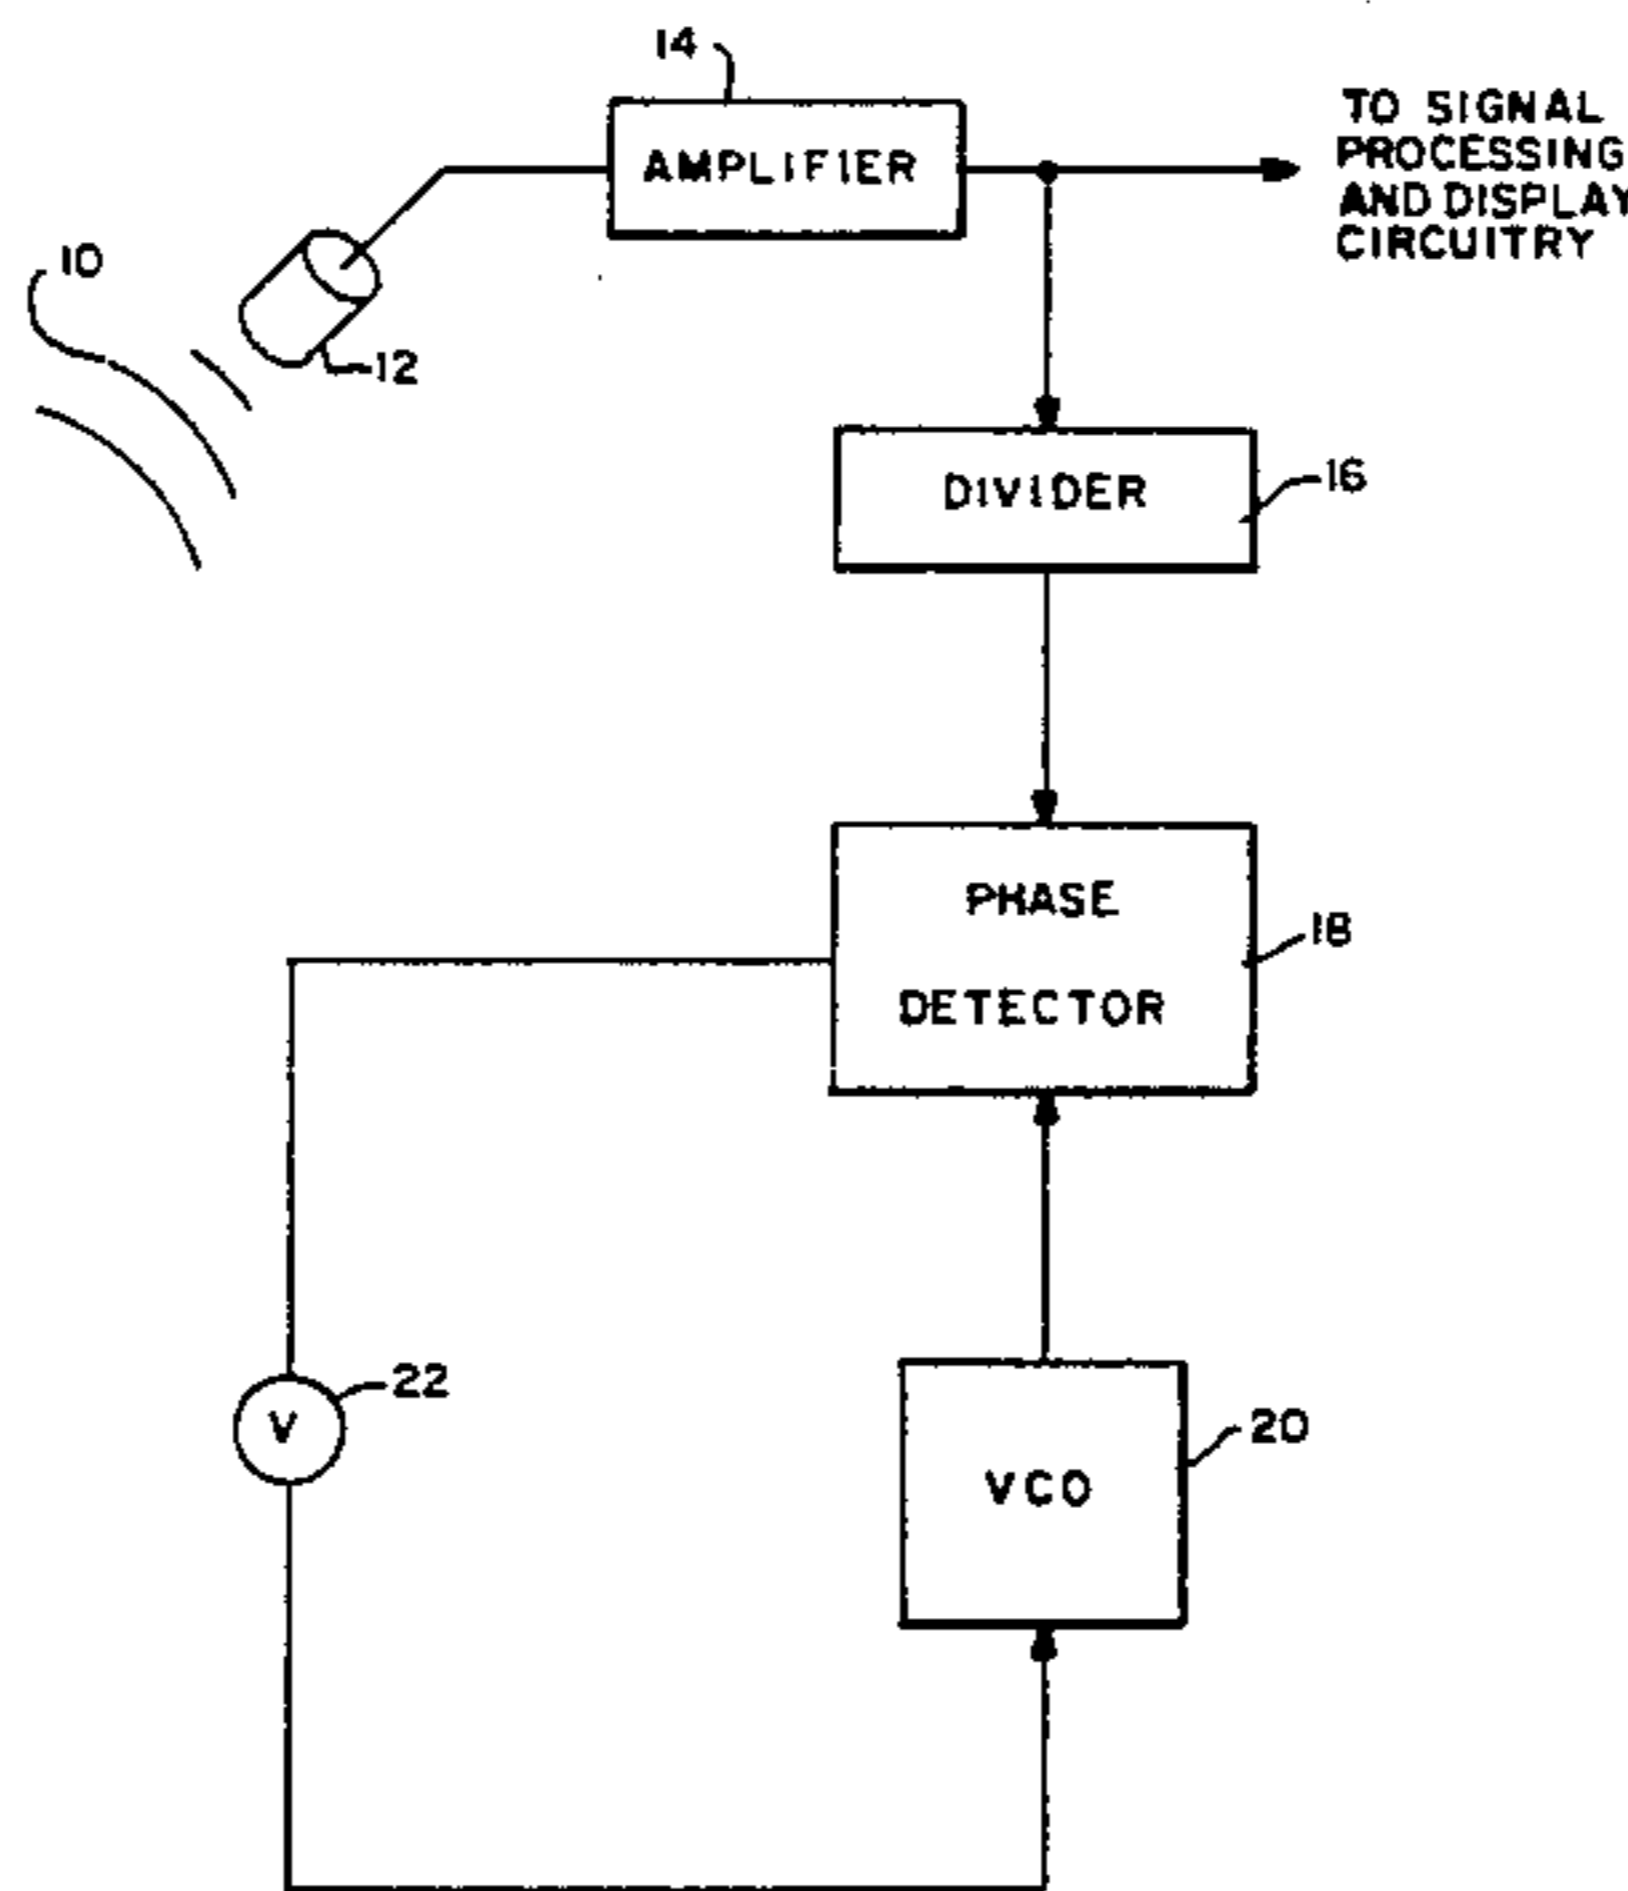 14
AMPLIFIER
TO SIGNAL
PROCESSING
AND DISPLAY
CIRCUITRY
10
12
DIVIDER
16
PHASE
DETECTOR
18
22
V
VCO
20